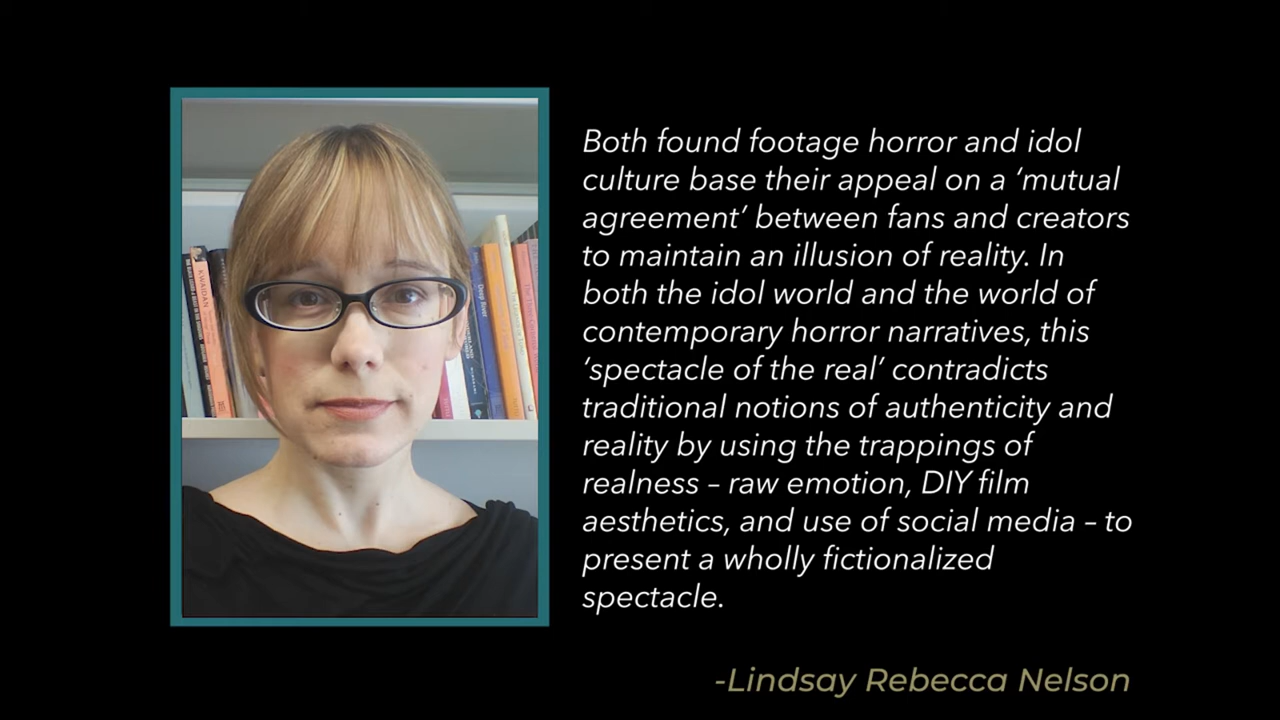 Both found footage horror and idol
culture base their appeal on a ‘mutual
agreement’ between fans and creators
to maintain an illusion of reality. In
both the idol world and the world of
contemporary horror narratives, this
‘spectacle of the real’ contradicts
traditional notions of authenticity and
reality by using the trappings of
realness – raw emotion, DIY film
aesthetics, and use of social media – to
present a wholly fictionalized
spectacle.
-Lindsay Rebecca Nelson
KWAIDAN
Deep River